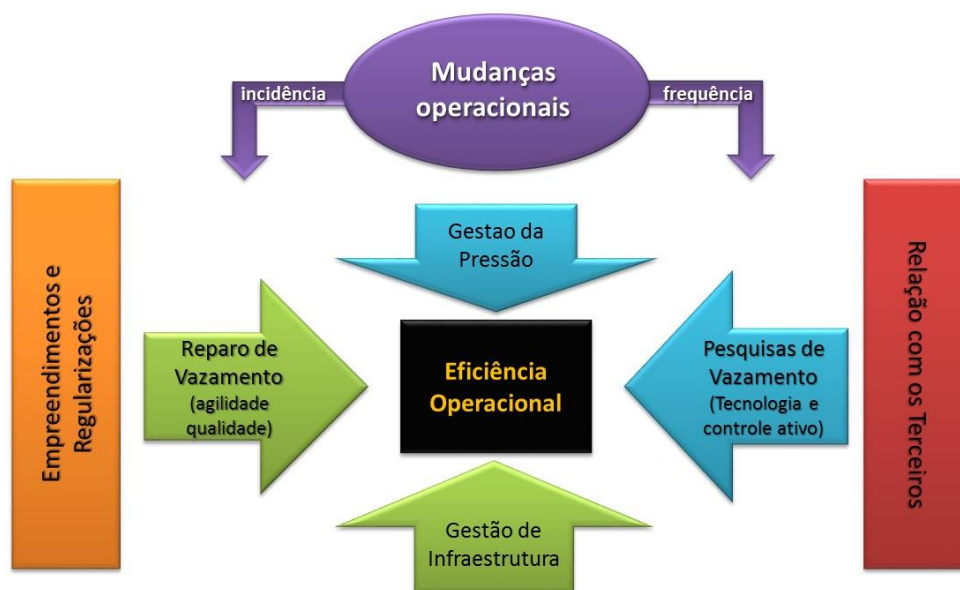 Mudanças
operacionais
incidência
frequência
Empreendimentos e
Regularizações
Gestao da
Pressão
Reparo de
Vazamento
(agilidade
qualidade)
Eficiência
Operacional
Pesquisas de
Vazamento
(Tecnologia e
controle ativo)
Gestão de
Infraestrutura
Relação com os Terceiros